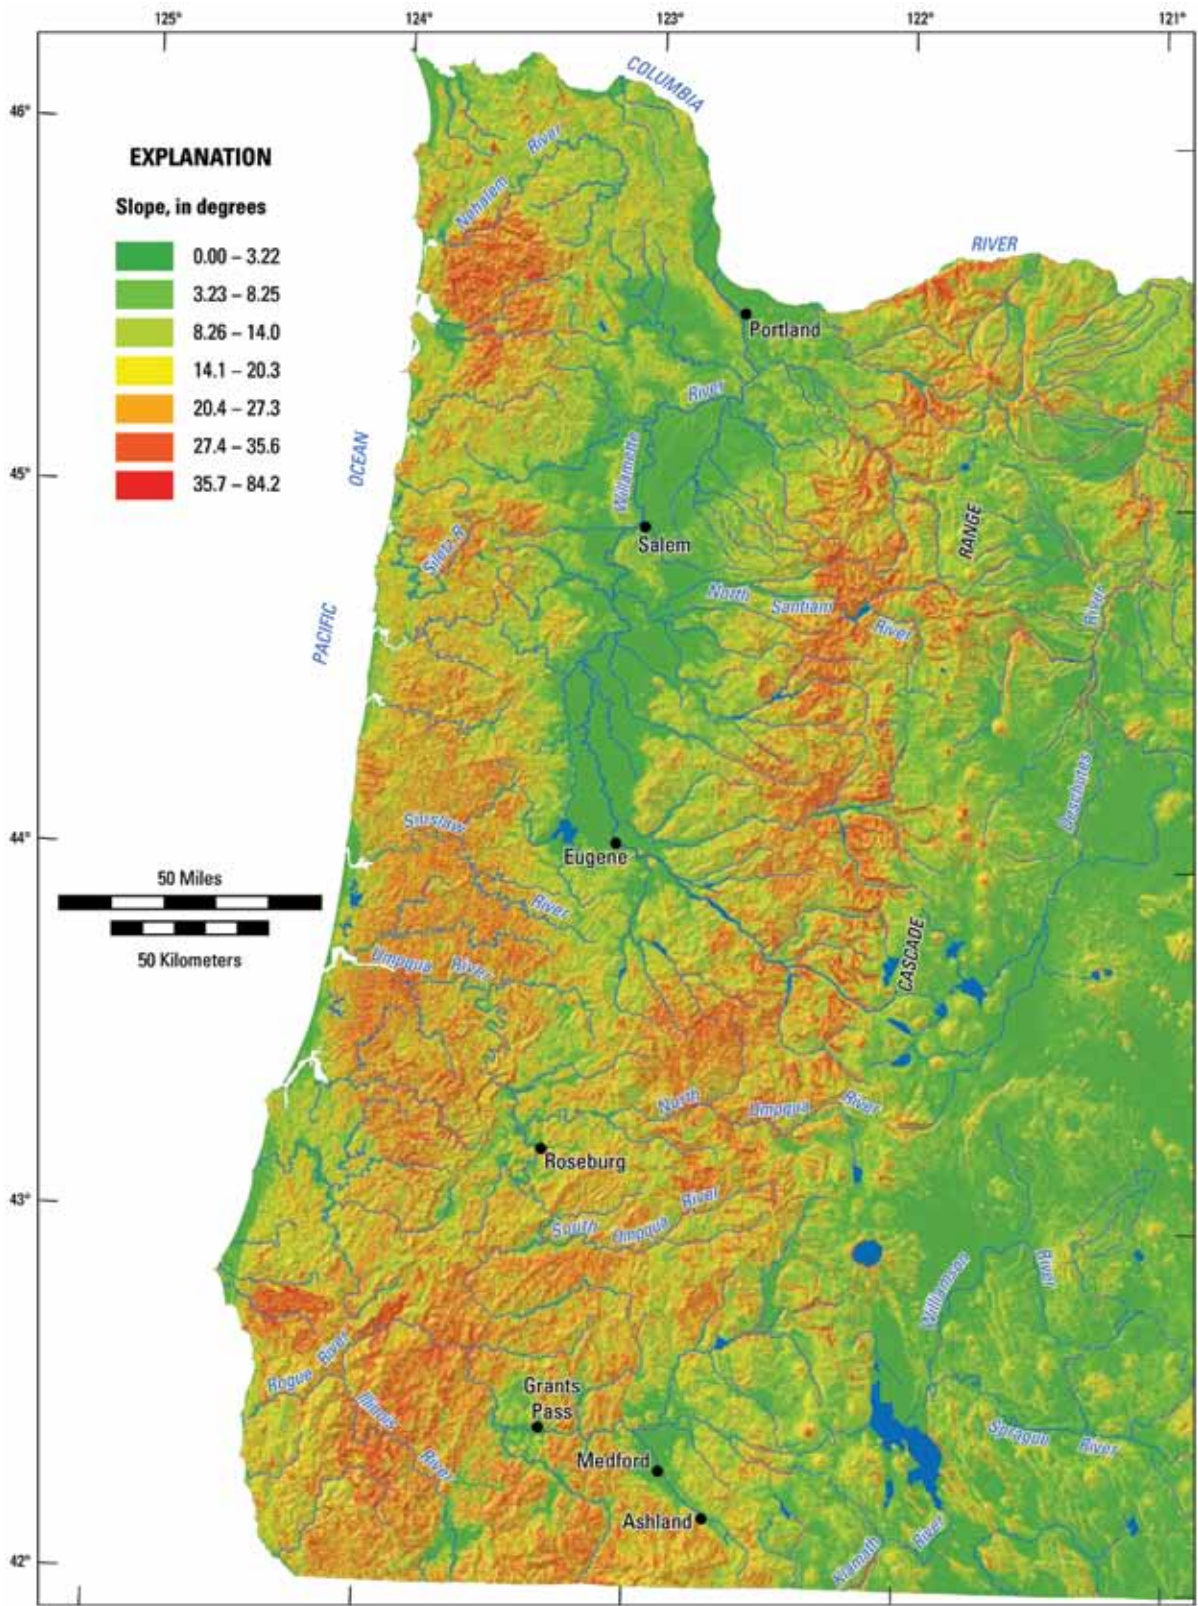 125°
124°
123°
122°
121°
46°
45°
44°
43°
42°
EXPLANATION
Slope, in degrees
0.00 – 3.22
3.23 – 8.25
8.26 – 14.0
14.1 – 20.3
20.4 – 27.3
27.4 – 35.6
35.7 – 84.2
COLUMBIA
RIVER
Nehalem
River
Portland
River
Willamette
Salem
OCEAN
PACIFIC
Siletz R
RANGE
North
Santiam
River
River
Deschutes
Siuslaw
River
Eugene
50 Miles
50 Kilometers
Umpqua
River
CASCADE
North
Umpqua
River
Roseburg
South
Umpqua
River
Williamson
River
Rogue
River
Illinois
River
Grants
Pass
Medford
Ashland
Sprague
River
Klamath
River